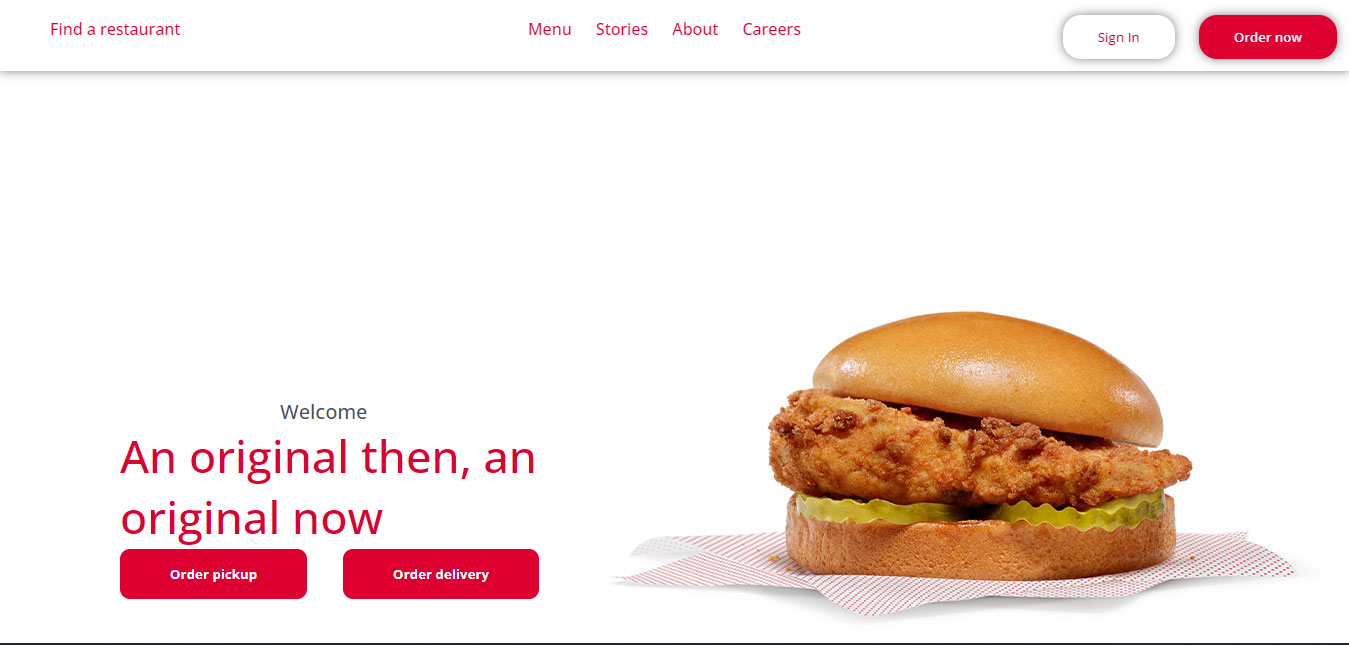 Find a restaurant
Menu Stories About Careers
Sign In
Order now
Welcome
An original then, an
original now
Order pickup
Order delivery